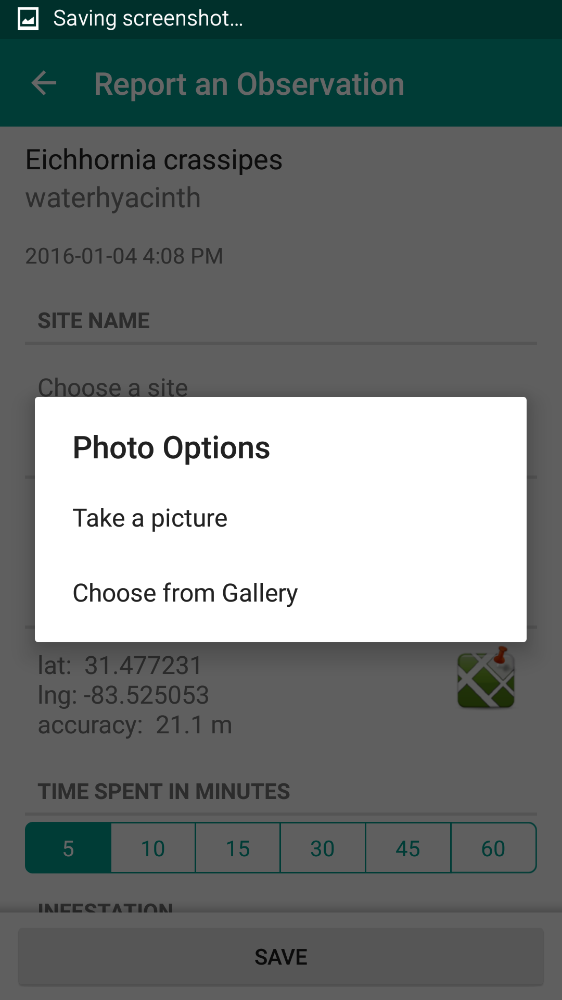 Saving screenshot...
Report an Observation
Eichhornia crassipes
waterhyacinth
2016-01-04 4:08 PM
SITE NAME
Choose a site
Photo Options
Take a picture
Choose from Gallery
lat: 31.477231
lng: -83.525053
accuracy: 21.1 m
TIME SPENT IN MINUTES
5 10 15 30 45 60
INFESTATION
SAVE